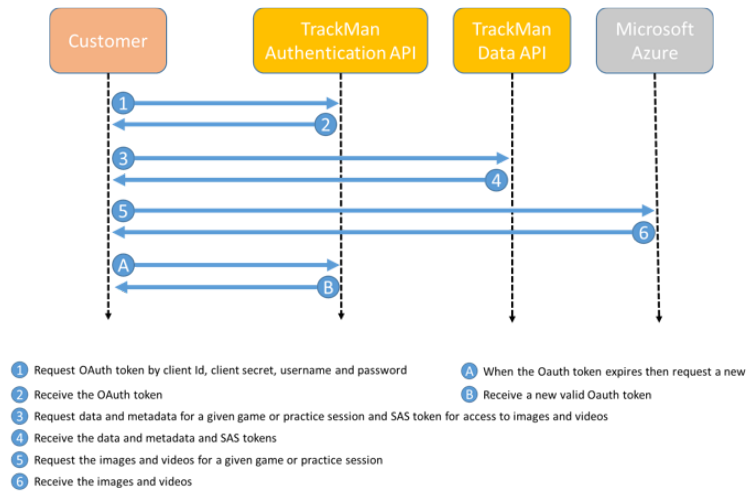 Customer
TrackMan
Authentication API
TrackMan
Data API
Microsoft
Azure
1
2
3
4
5
6
A
B
1 Request OAuth token by client Id, client secret, username and password
2 Receive the OAuth token
3 Request data and metadata for a given game or practice session and SAS token for access to images and videos
4 Receive the data and metadata and SAS tokens
5 Request the images and videos for a given game or practice session
6 Receive the images and videos
A When the Oauth token expires then request a new
B Receive a new valid Oauth token